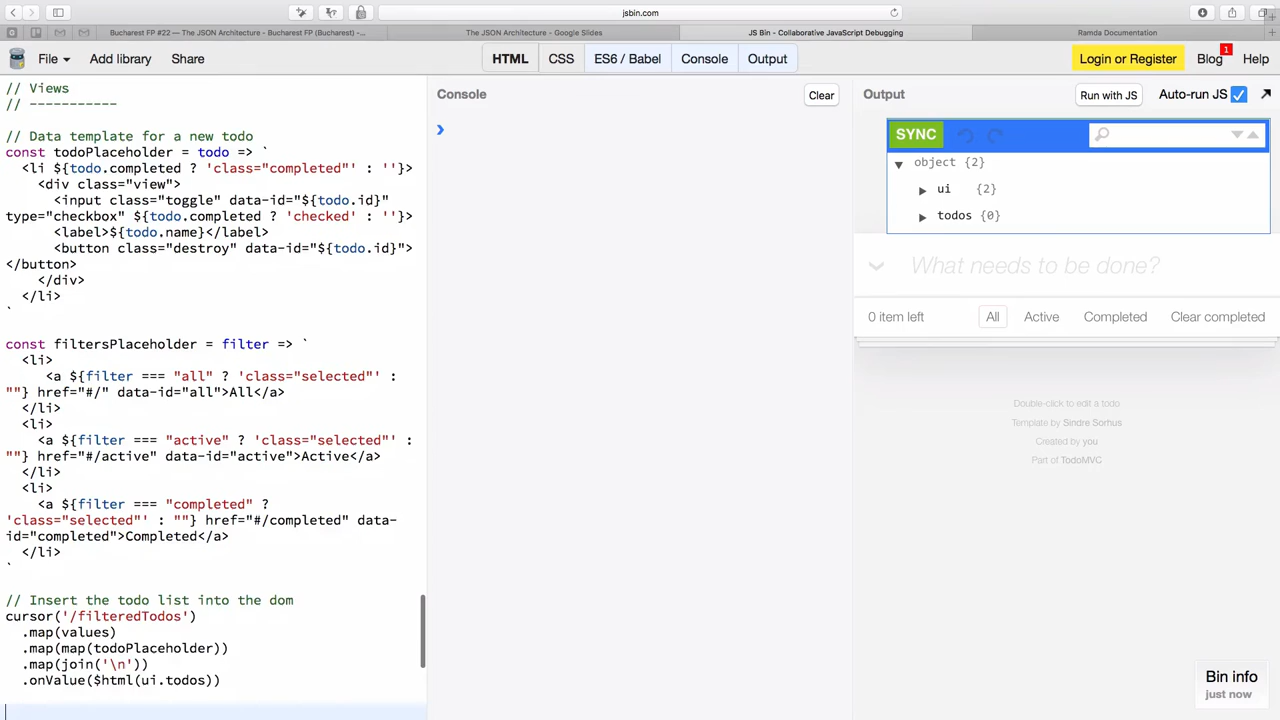 jsbin.com
Bucharest FP #22 — The JSON Architecture - Bucharest FP (Bucharest) -...
The JSON Architecture - Google Slides
JS Bin - Collaborative JavaScript Debugging
Ramda Documentation
File
Add library
Share
HTML
CSS
ES6 / Babel
Console
Output
Login or Register
Blog
1
Help
// Views
// -----------
// Data template for a new todo
const todoPlaceholder = todo => `
<li ${todo.completed ? 'class="completed"' : ''}>
<div class="view">
<input class="toggle" data-id="${todo.id}"
type="checkbox" ${todo.completed ? 'checked' : ''}>
<label>${todo.name}</label>
<button class="destroy" data-id="${todo.id}">
</button>
</div>
</li>
`
const filtersPlaceholder = filter => `
<li>
<a ${filter === "all" ? 'class="selected"' :
""} href="#/" data-id="all">All</a>
</li>
<li>
<a ${filter === "active" ? 'class="selected"' :
""} href="#/active" data-id="active">Active</a>
</li>
<li>
<a ${filter === "completed" ?
'class="selected"' : ""} href="#/completed" data-
id="completed">Completed</a>
</li>
`
// Insert the todo list into the dom
cursor('/filteredTodos')
.map(values)
.map(map(todoPlaceholder))
.map(join('\n'))
.onValue($html(ui.todos))
Console
Clear
Output
Run with JS
Auto-run JS
SYNC
object {2}
ui {2}
todos {0}
What needs to be done?
0 item left
All
Active
Completed
Clear completed
Double-click to edit a todo
Template by Sindre Sorhus
Created by you
Part of TodoMVC
Bin info
just now